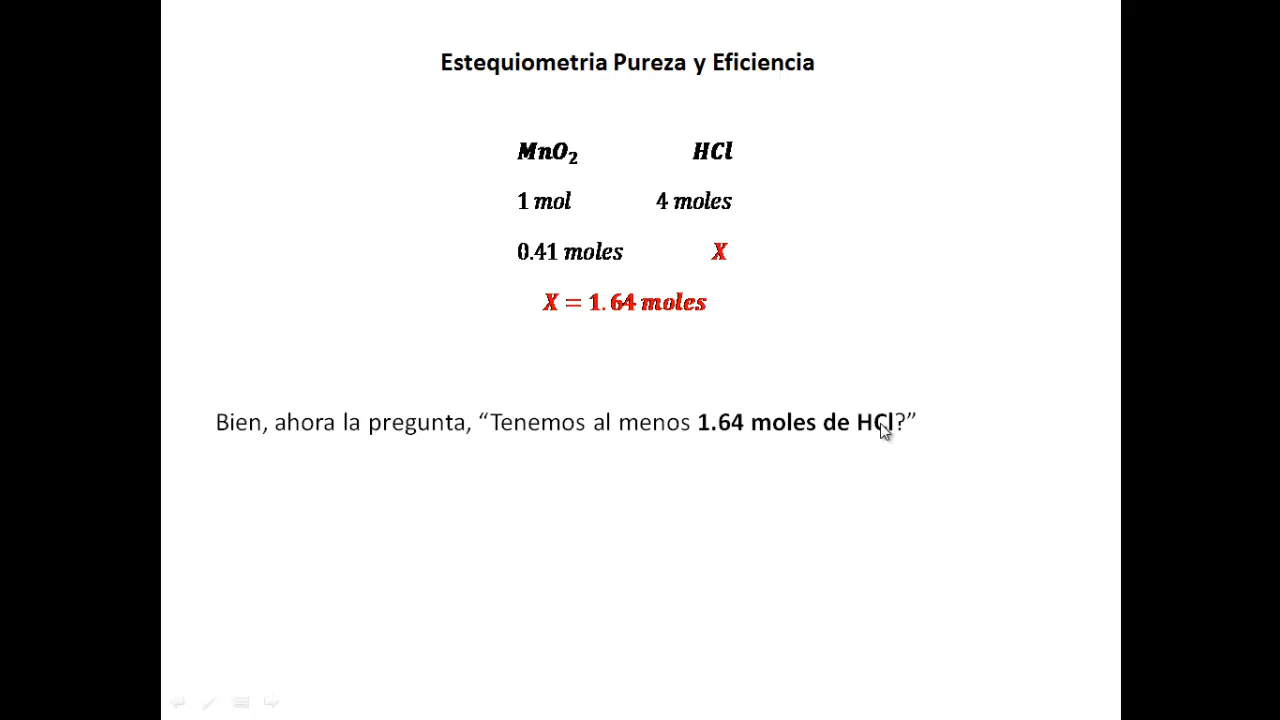 Estequiometria Pureza y Eficiencia
MnO₂ HCl
1 mol 4 moles
0.41 moles X
X = 1.64 moles
Bien, ahora la pregunta, “Tenemos al menos 1.64 moles de HCl?”